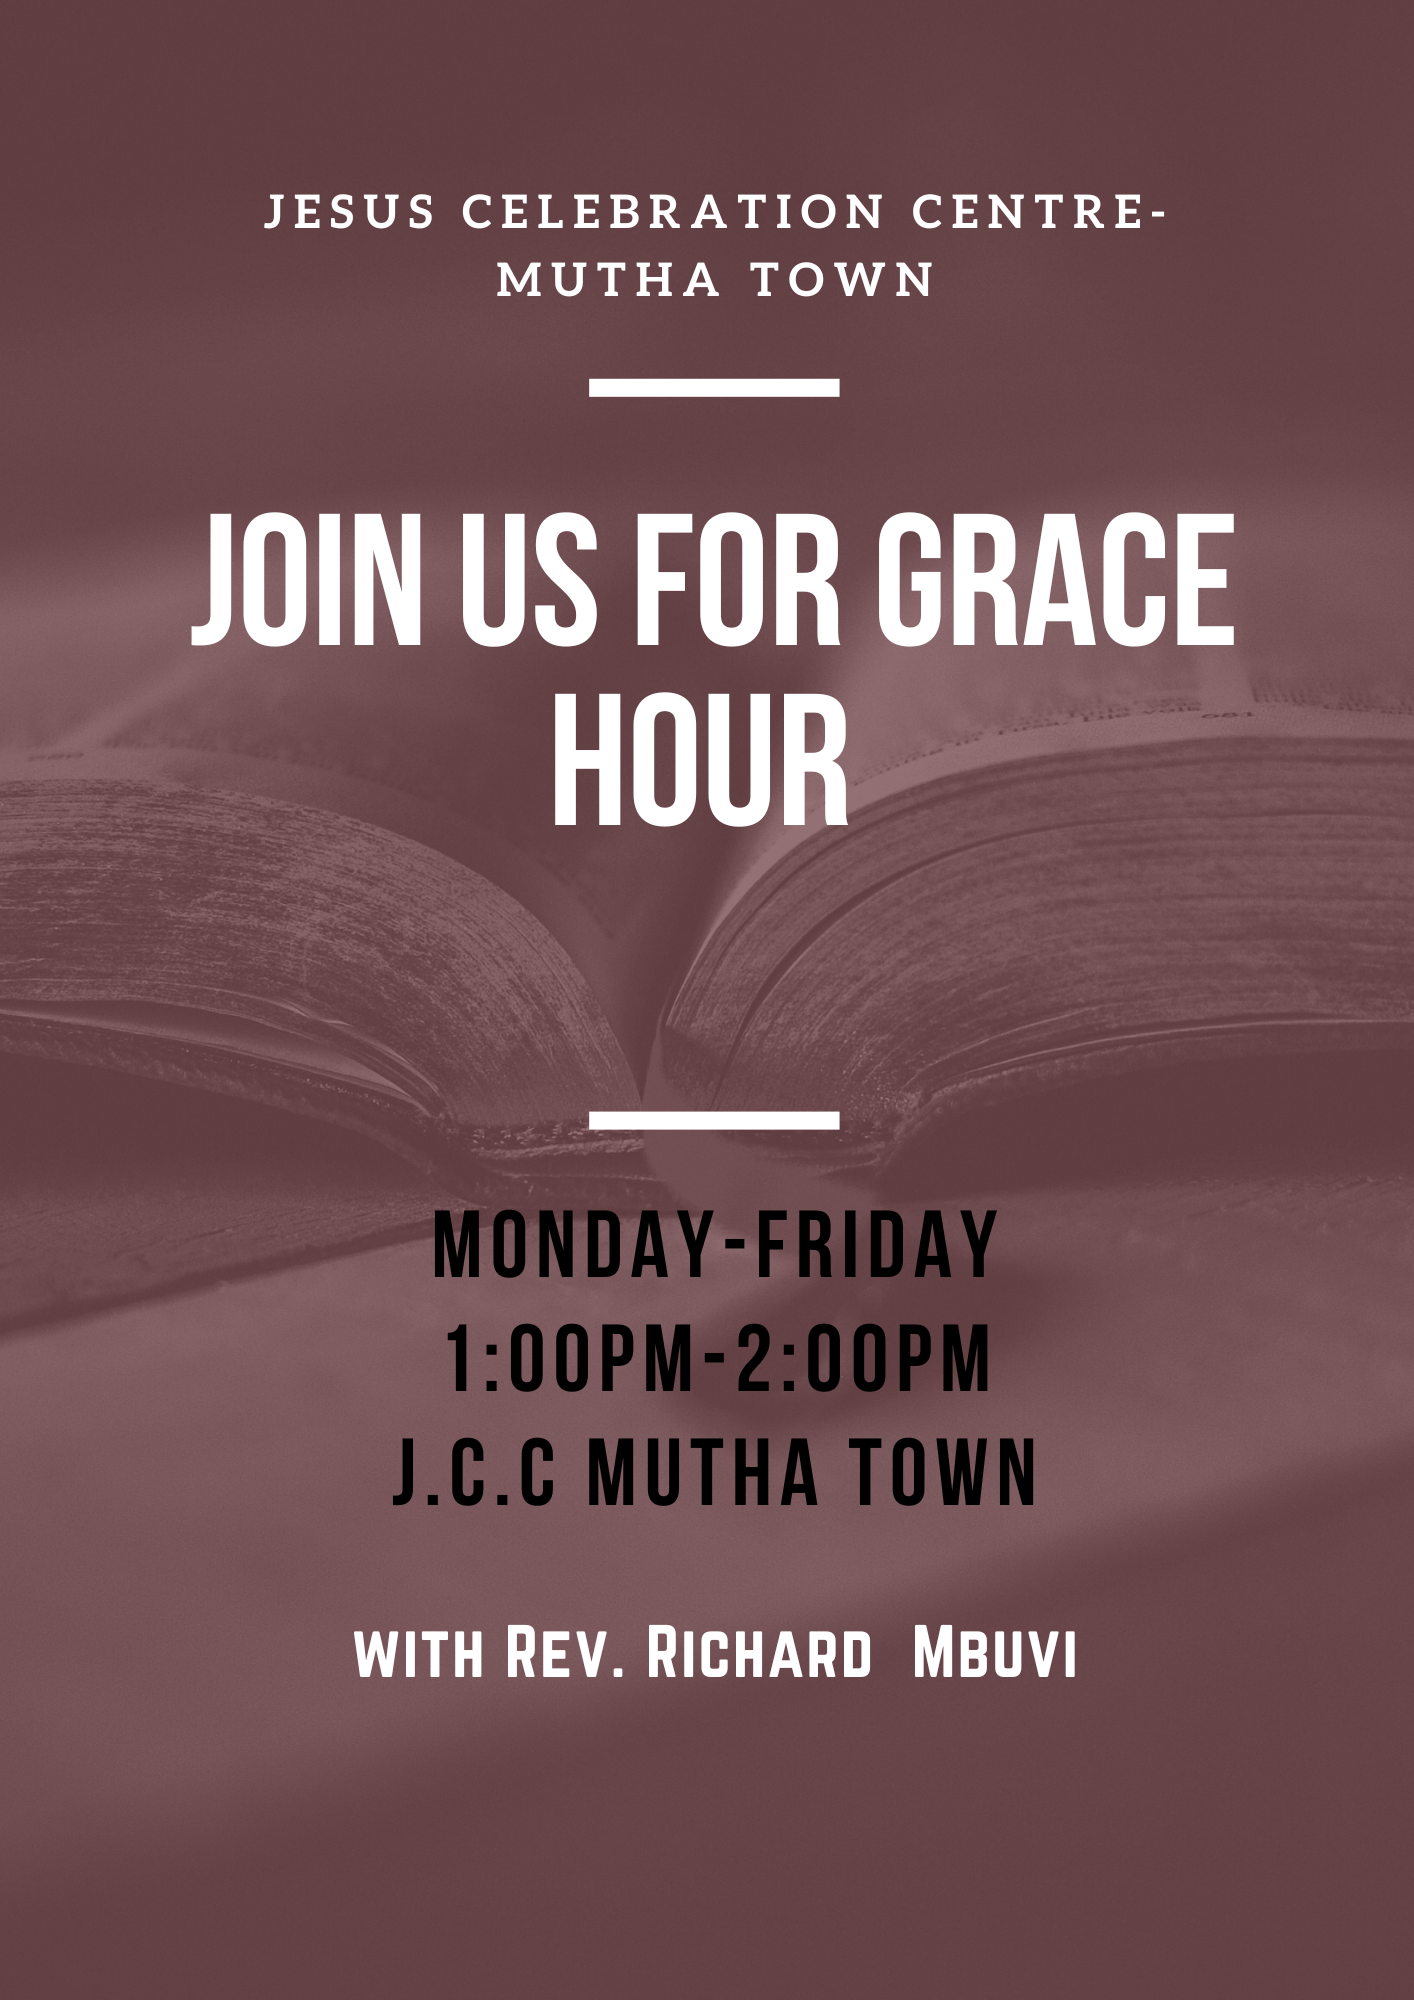 JESUS CELEBRATION CENTRE-
MUTHA TOWN
JOIN US FOR GRACE
HOUR
MONDAY-FRIDAY
1:00PM-2:00PM
J.C.C MUTHA TOWN
WITH REV. RICHARD MBUVI